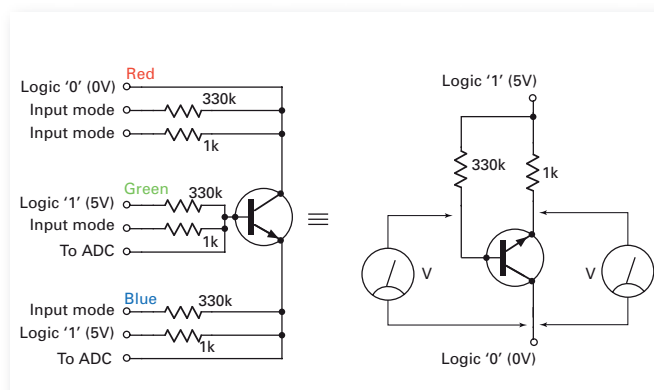 Red
Logic '0' (0V)
330k
Input mode
Input mode
1k
Green
Logic '1' (5V)
330k
Input mode
1k
To ADC
Blue
Input mode
330k
Logic '1' (5V)
1k
To ADC
≡
Logic '1' (5V)
330k
1k
V
V
Logic '0' (0V)